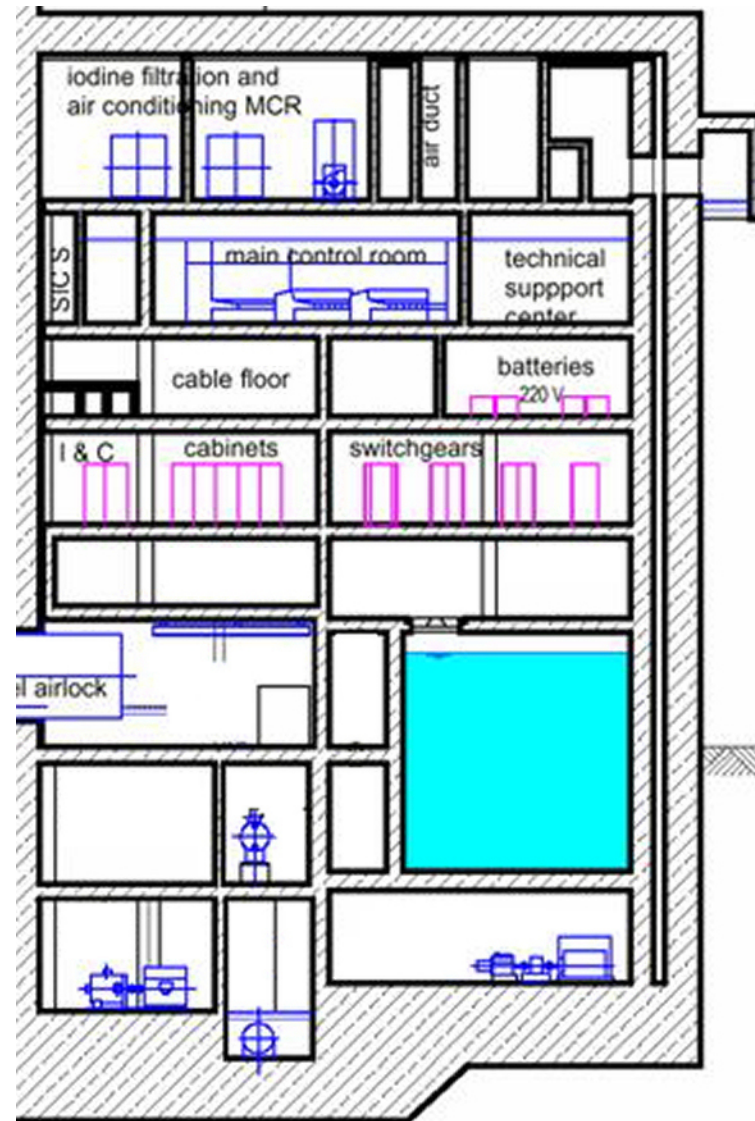 iodine filtration and
air conditioning MCR
air duct
SIC S
main control room
technical
suppport
center
cable floor
batteries
220 V
I & C
cabinets
switchgears
el airlock